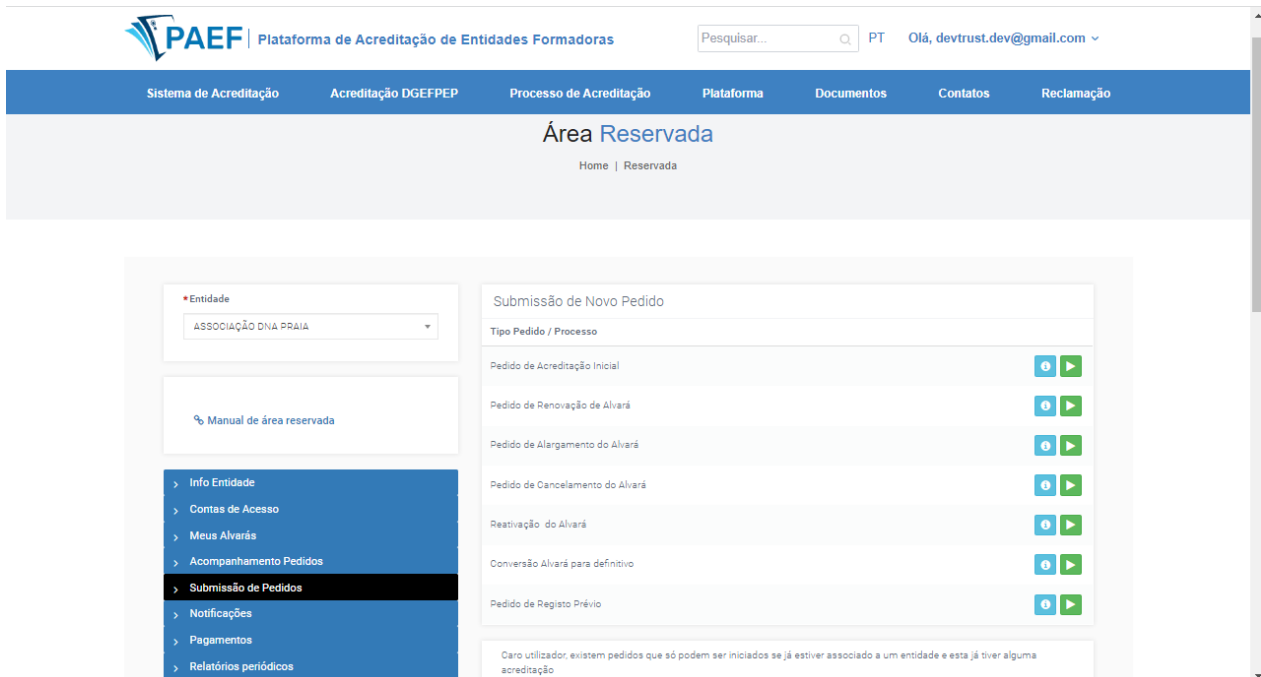 PAEF | Plataforma de Acreditação de Entidades Formadoras
Pesquisar...
PT
Olá, devtrust.dev@gmail.com
Sistema de Acreditação
Acreditação DGEFPEP
Processo de Acreditação
Plataforma
Documentos
Contatos
Reclamação
Área Reservada
Home | Reservada
*Entidade
ASSOCIAÇÃO DNA PRAIA
Manual de área reservada
Info Entidade
Contas de Acesso
Meus Alvarás
Acompanhamento Pedidos
Submissão de Pedidos
Notificações
Pagamentos
Relatórios periódicos
Submissão de Novo Pedido
Tipo Pedido / Processo
Pedido de Acreditação Inicial
Pedido de Renovação de Alvará
Pedido de Alargamento do Alvará
Pedido de Cancelamento do Alvará
Reativação do Alvará
Conversão Alvará para definitivo
Pedido de Registo Prévio
Caro utilizador, existem pedidos que só podem ser iniciados se já estiver associado a um entidade e esta já tiver alguma
acreditação